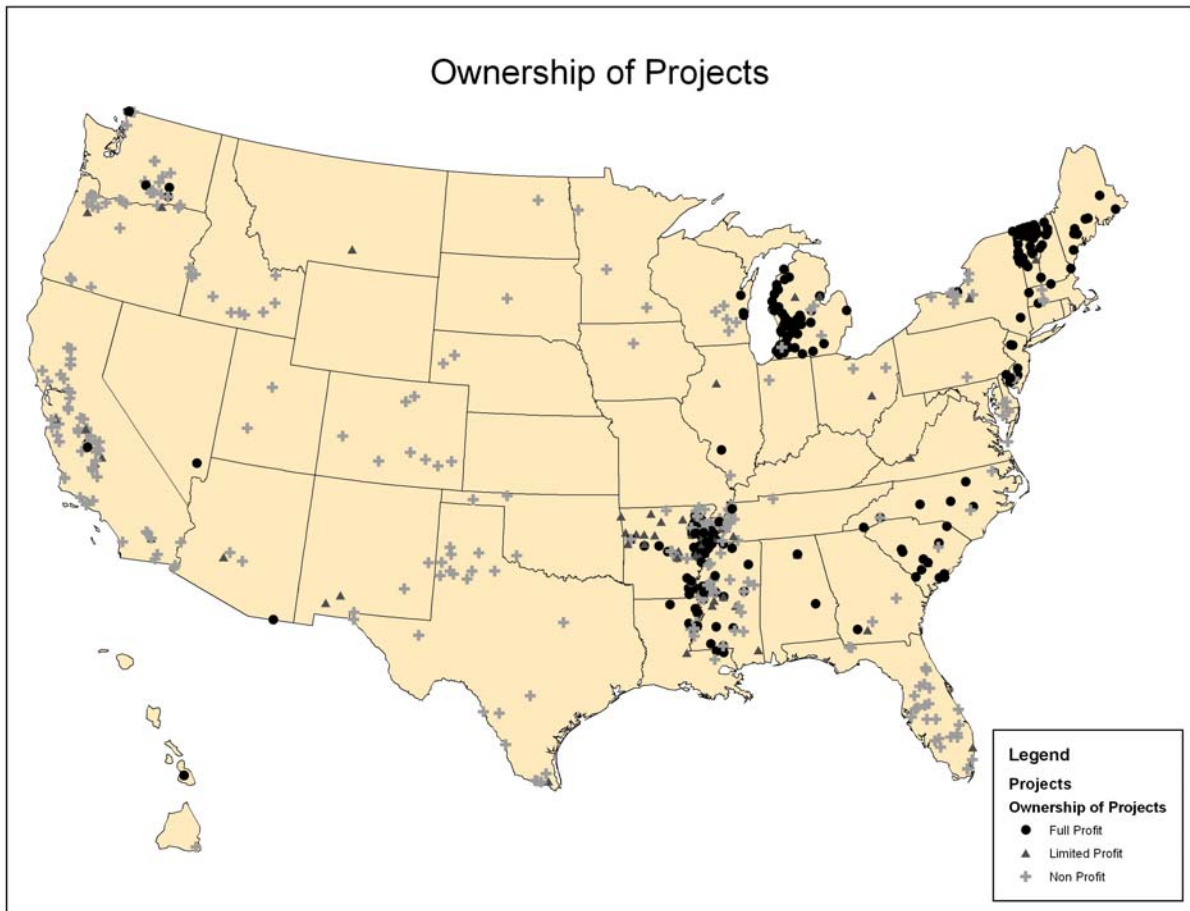 Ownership of Projects
Legend
Projects
Ownership of Projects
Full Profit
Limited Profit
Non Profit